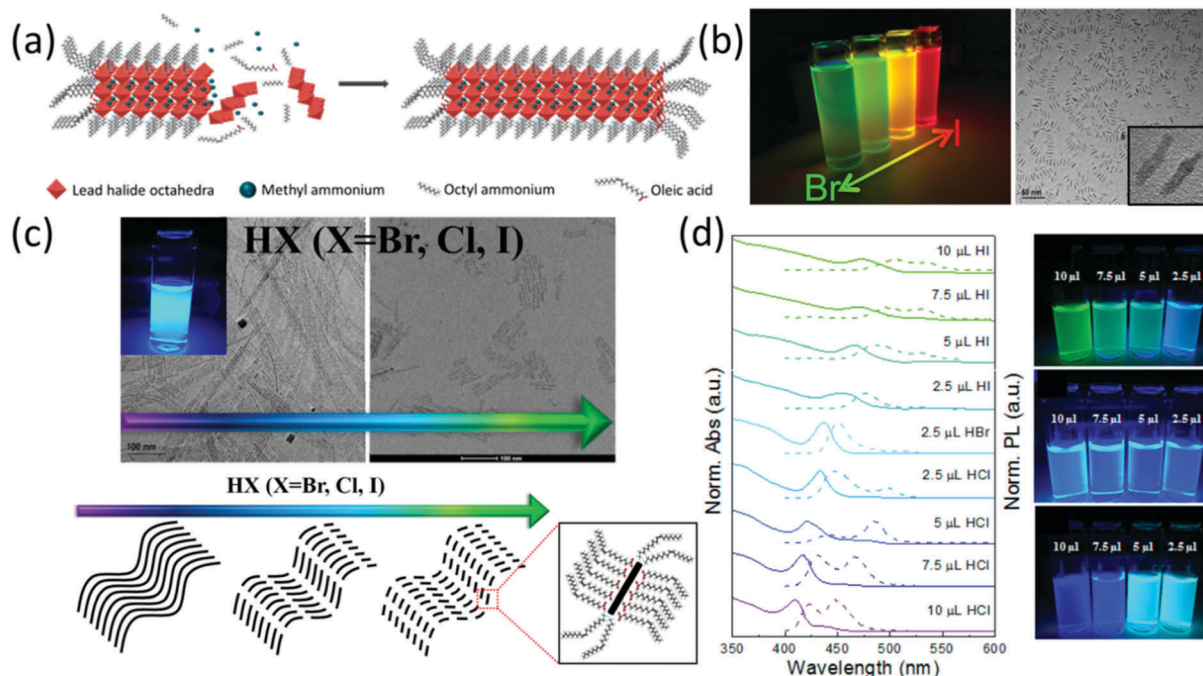 (a)
Lead halide octahedra Methyl ammonium Octyl ammonium Oleic acid
(b)
Br
I
50 nm
(c)
HX (X=Br, Cl, I)
100 nm
100 nm
HX (X=Br, Cl, I)
(d)
Norm. Abs (a.u.)
10 μL HI
7.5 μL HI
5 μL HI
2.5 μL HI
2.5 μL HBr
2.5 μL HCl
5 μL HCl
7.5 μL HCl
10 μL HCl
350 400 450 500 550 600
Wavelength (nm)
Norm. PL (a.u.)
10 μl 7.5 μl 5 μl 2.5 μl
10 μl 7.5 μl 5 μl 2.5 μl
10 μl 7.5 μl 5 μl 2.5 μl